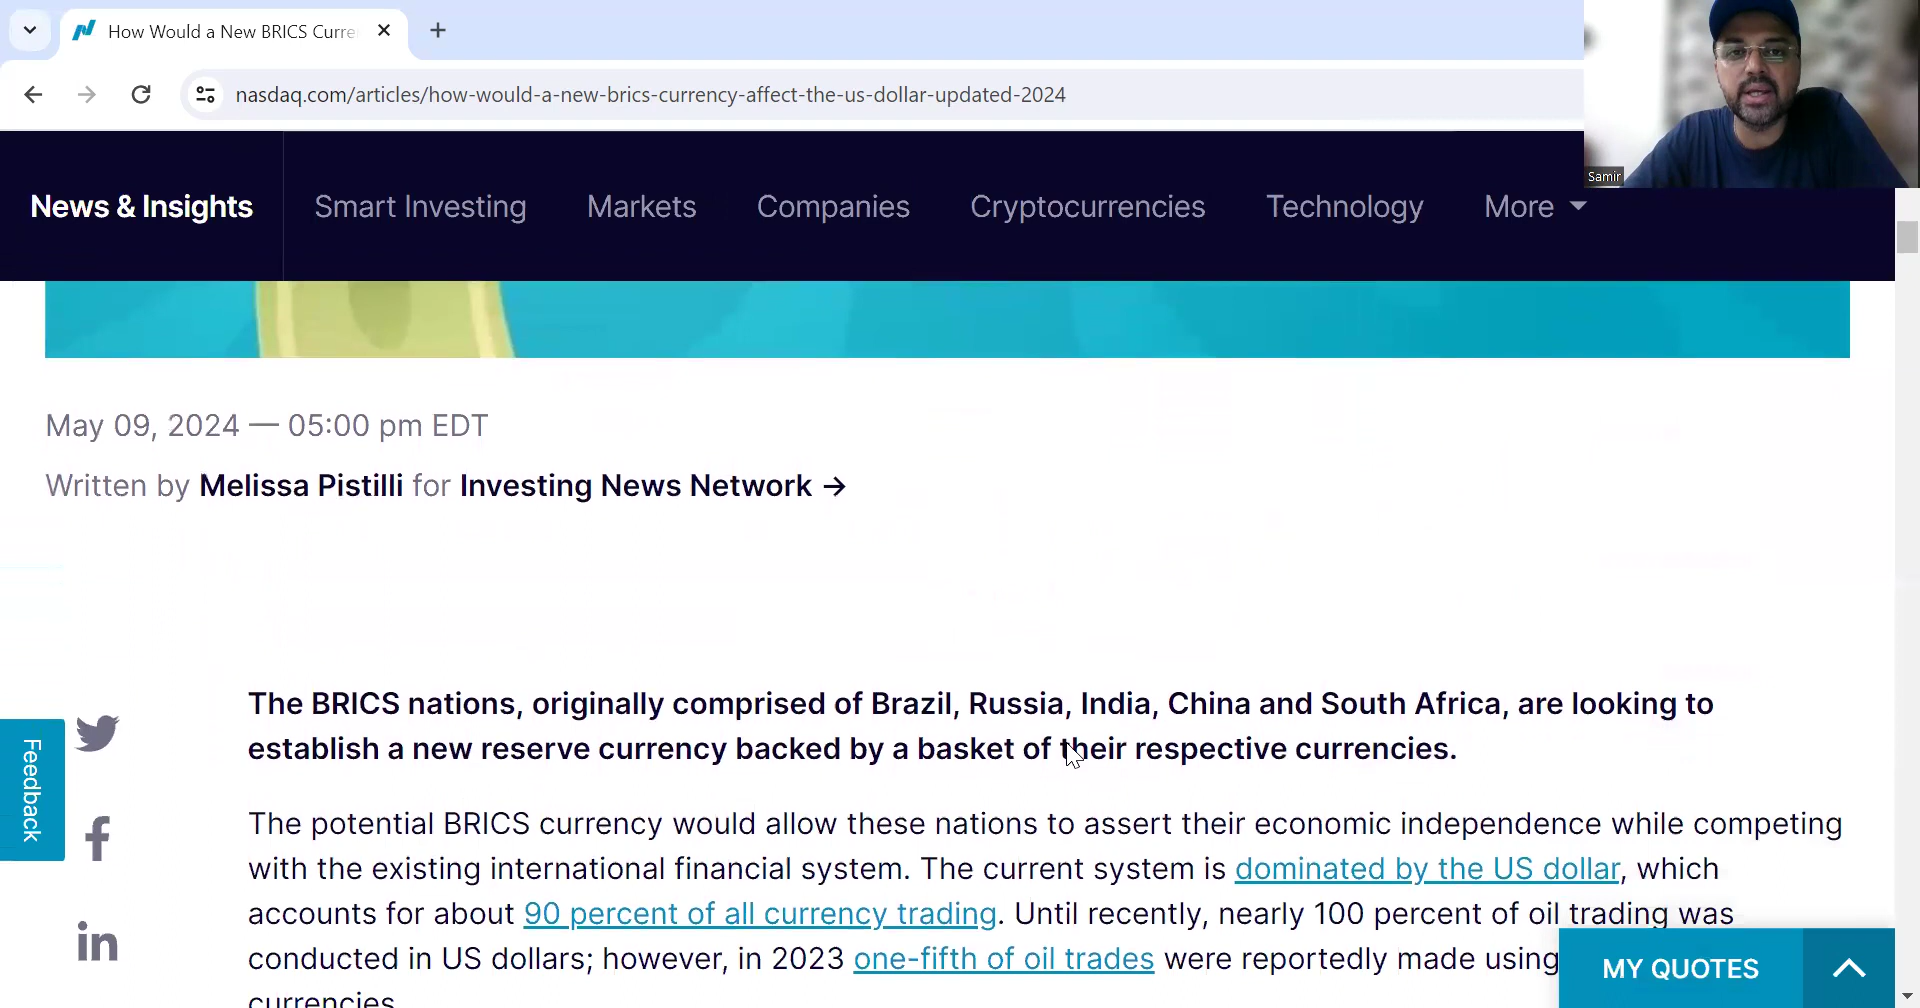 How Would a New BRICS Curre
nasdaq.com/articles/how-would-a-new-brics-currency-affect-the-us-dollar-updated-2024
Samir
News & Insights Smart Investing Markets Companies Cryptocurrencies Technology More
May 09, 2024 — 05:00 pm EDT
Written by Melissa Pistilli for Investing News Network →
The BRICS nations, originally comprised of Brazil, Russia, India, China and South Africa, are looking to
establish a new reserve currency backed by a basket of their respective currencies.
The potential BRICS currency would allow these nations to assert their economic independence while competing
with the existing international financial system. The current system is dominated by the US dollar, which
accounts for about 90 percent of all currency trading. Until recently, nearly 100 percent of oil trading was
conducted in US dollars; however, in 2023 one-fifth of oil trades were reportedly made using
currencies.
Feedback
MY QUOTES